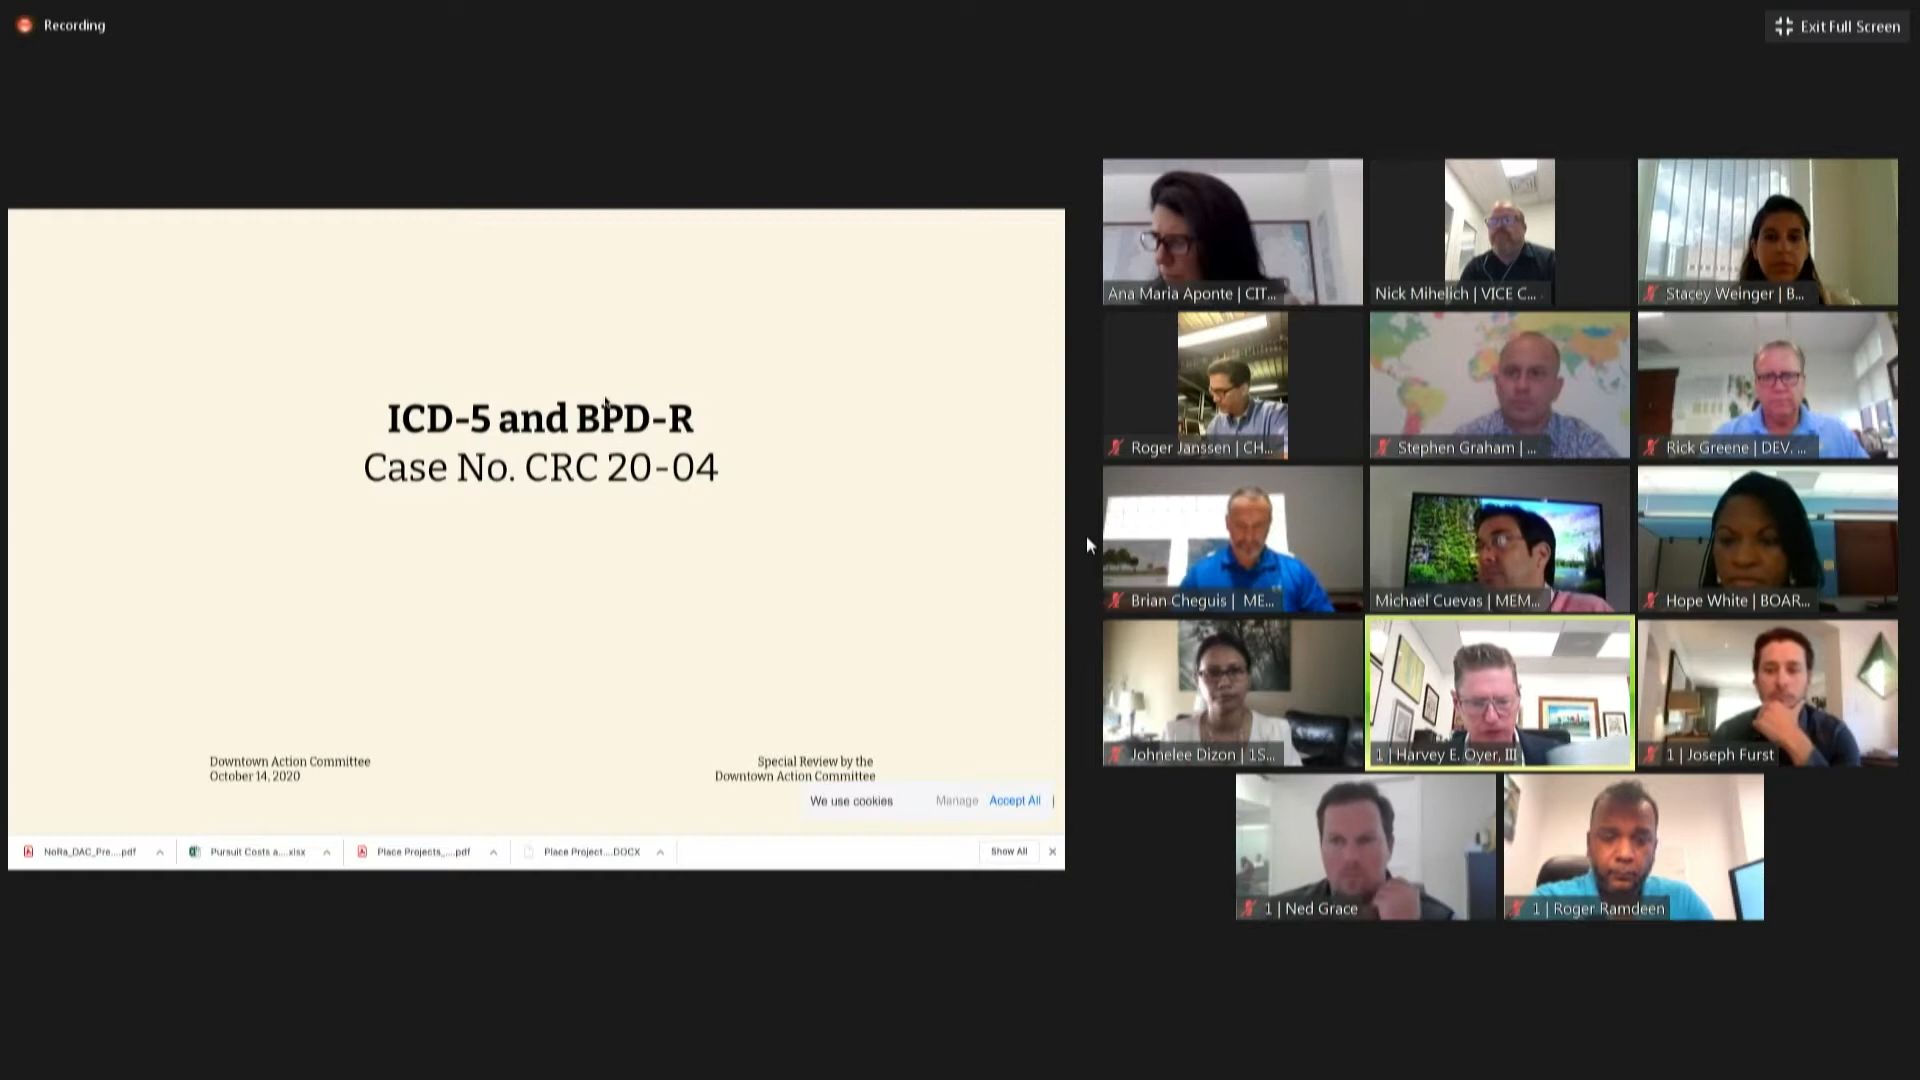 Recording
Exit Full Screen
ICD-5 and BPD-R
Case No. CRC 20-04
Downtown Action Committee
October 14, 2020
Special Review by the
Downtown Action Committee
We use cookies
Manage
Accept All
NoRa_DAC_Pre....pdf
Pursuit Costs a....xlsx
Place Projects_....pdf
Place Project....DOCX
Show All
Ana Maria Aponte | CIT...
Nick Mihelich | VICE C...
Stacey Weinger | B...
Roger Janssen | CH...
Stephen Graham | ...
Rick Greene | DEV. ...
Brian Cheguis | ME...
Michael Cuevas | MEM...
Hope White | BOAR...
Johnelee Dizon | 1S...
1 | Harvey E. Oyer, III
1 | Joseph Furst
1 | Ned Grace
1 | Roger Ramdeen